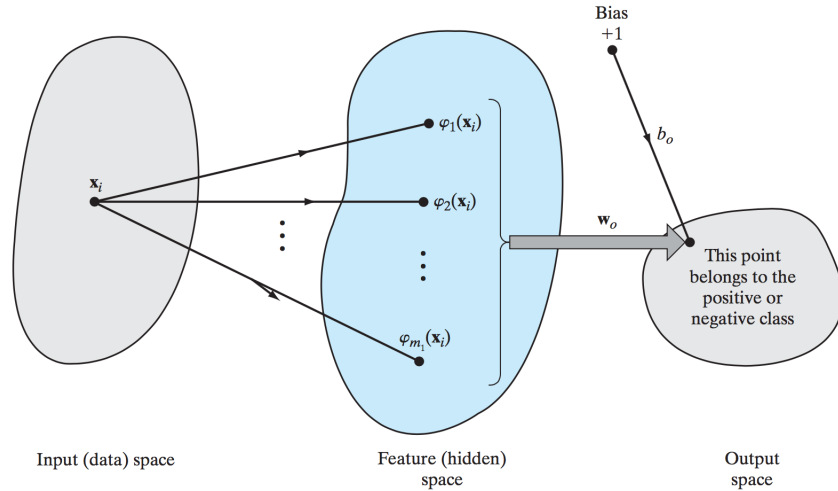 Bias
+1
φ₁(xᵢ)
bₒ
xᵢ
φ₂(xᵢ)
wₒ
This point
belongs to the
positive or
negative class
φₘ₁(xᵢ)
Input (data) space
Feature (hidden)
space
Output
space